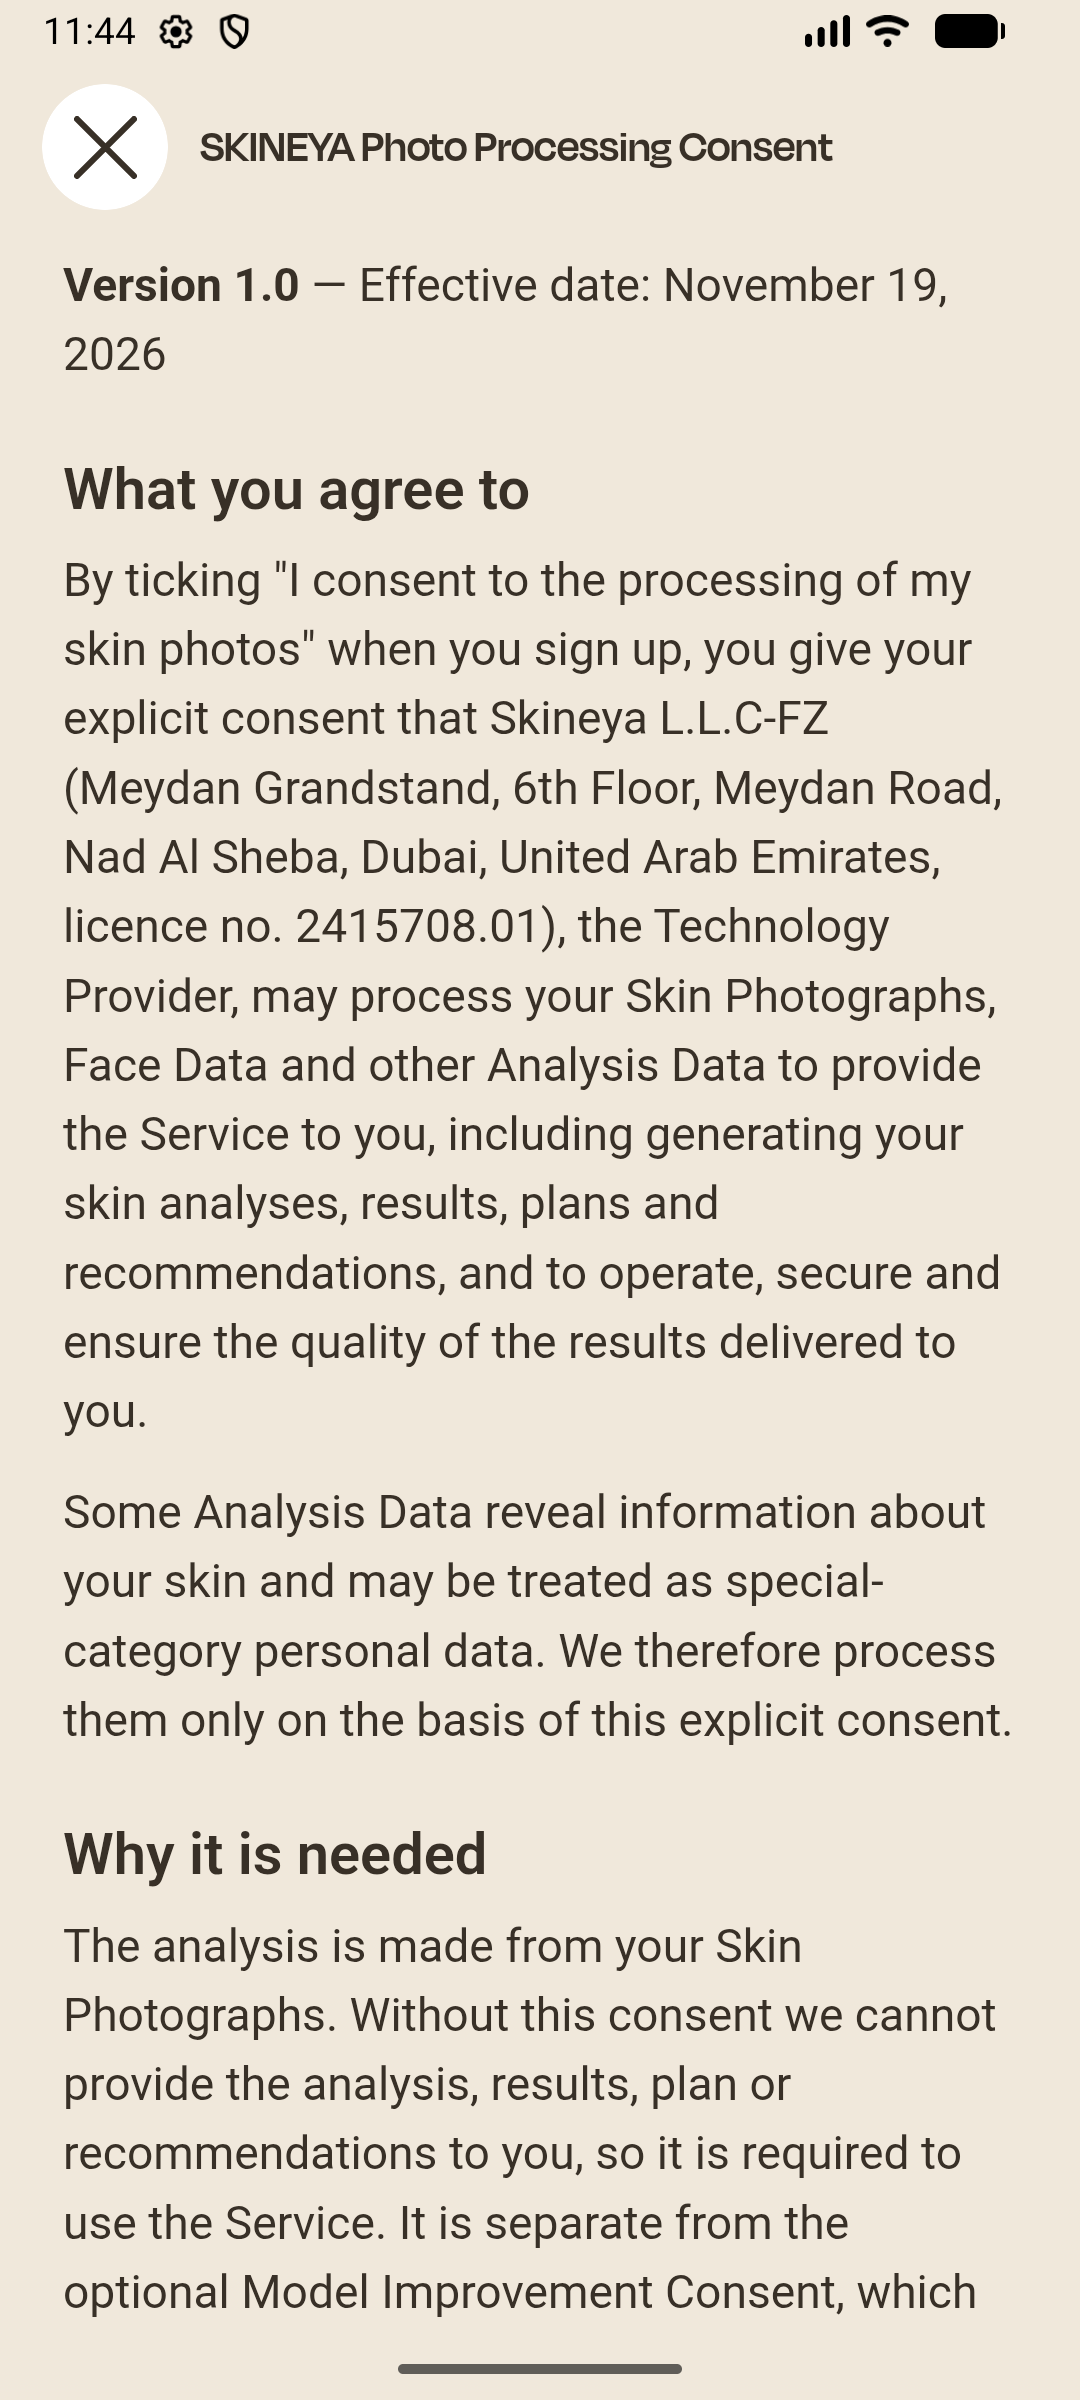 11:44
SKINEYA Photo Processing Consent
Version 1.0 — Effective date: November 19,
2026
What you agree to
By ticking "I consent to the processing of my
skin photos" when you sign up, you give your
explicit consent that Skineya L.L.C-FZ
(Meydan Grandstand, 6th Floor, Meydan Road,
Nad Al Sheba, Dubai, United Arab Emirates,
licence no. 2415708.01), the Technology
Provider, may process your Skin Photographs,
Face Data and other Analysis Data to provide
the Service to you, including generating your
skin analyses, results, plans and
recommendations, and to operate, secure and
ensure the quality of the results delivered to
you.
Some Analysis Data reveal information about
your skin and may be treated as special-
category personal data. We therefore process
them only on the basis of this explicit consent.
Why it is needed
The analysis is made from your Skin
Photographs. Without this consent we cannot
provide the analysis, results, plan or
recommendations to you, so it is required to
use the Service. It is separate from the
optional Model Improvement Consent, which